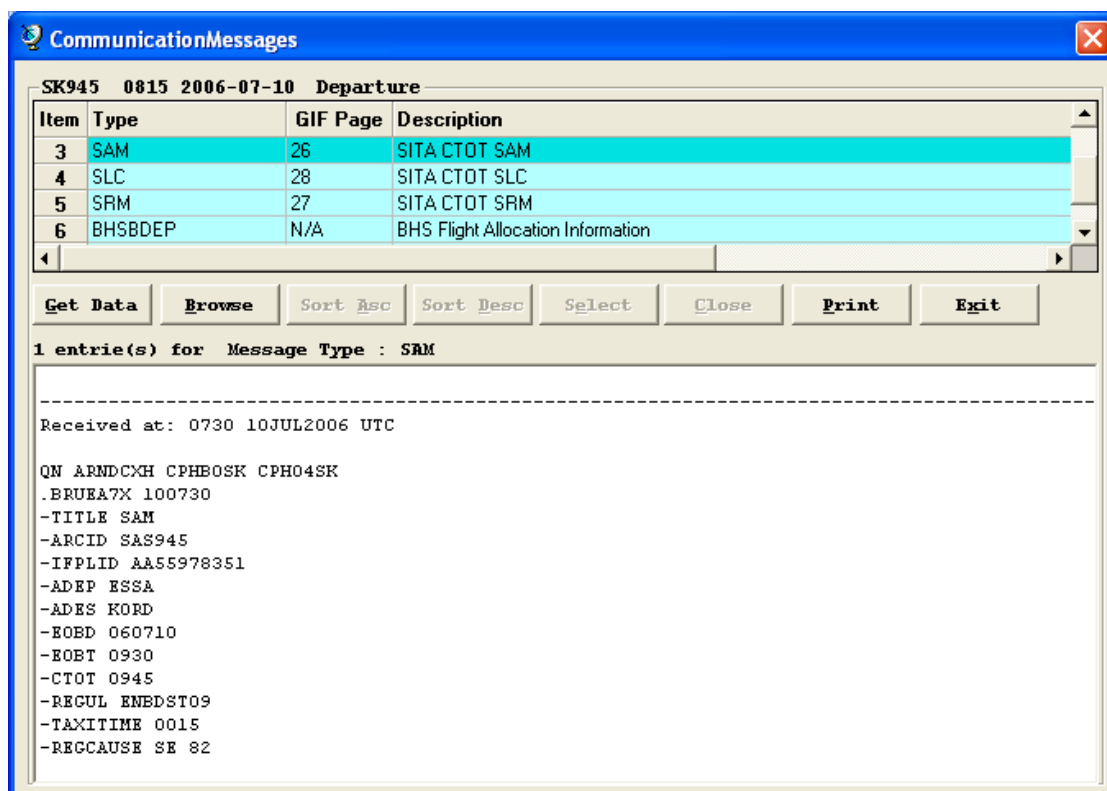 CommunicationMessages
SK945 0815 2006-07-10 Departure
Item Type GIF Page Description
3 SAM 26 SITA CTOT SAM
4 SLC 28 SITA CTOT SLC
5 SRM 27 SITA CTOT SRM
6 BHSBDEP N/A BHS Flight Allocation Information
Get Data Browse Sort Asc Sort Desc Select Close Print Exit
1 entrie(s) for Message Type : SAM
--------------------------------------------------------------------------------
Received at: 0730 10JUL2006 UTC
QN ARNDCXH CPHBOSK CPHO4SK
.BRUEA7X 100730
-TITLE SAM
-ARCID SAS945
-IFPLID AA55978351
-ADEP ESSA
-ADES KORD
-EOBD 060710
-EOBT 0930
-CTOT 0945
-REGUL ENBDST09
-TAXITIME 0015
-REGCAUSE SE 82